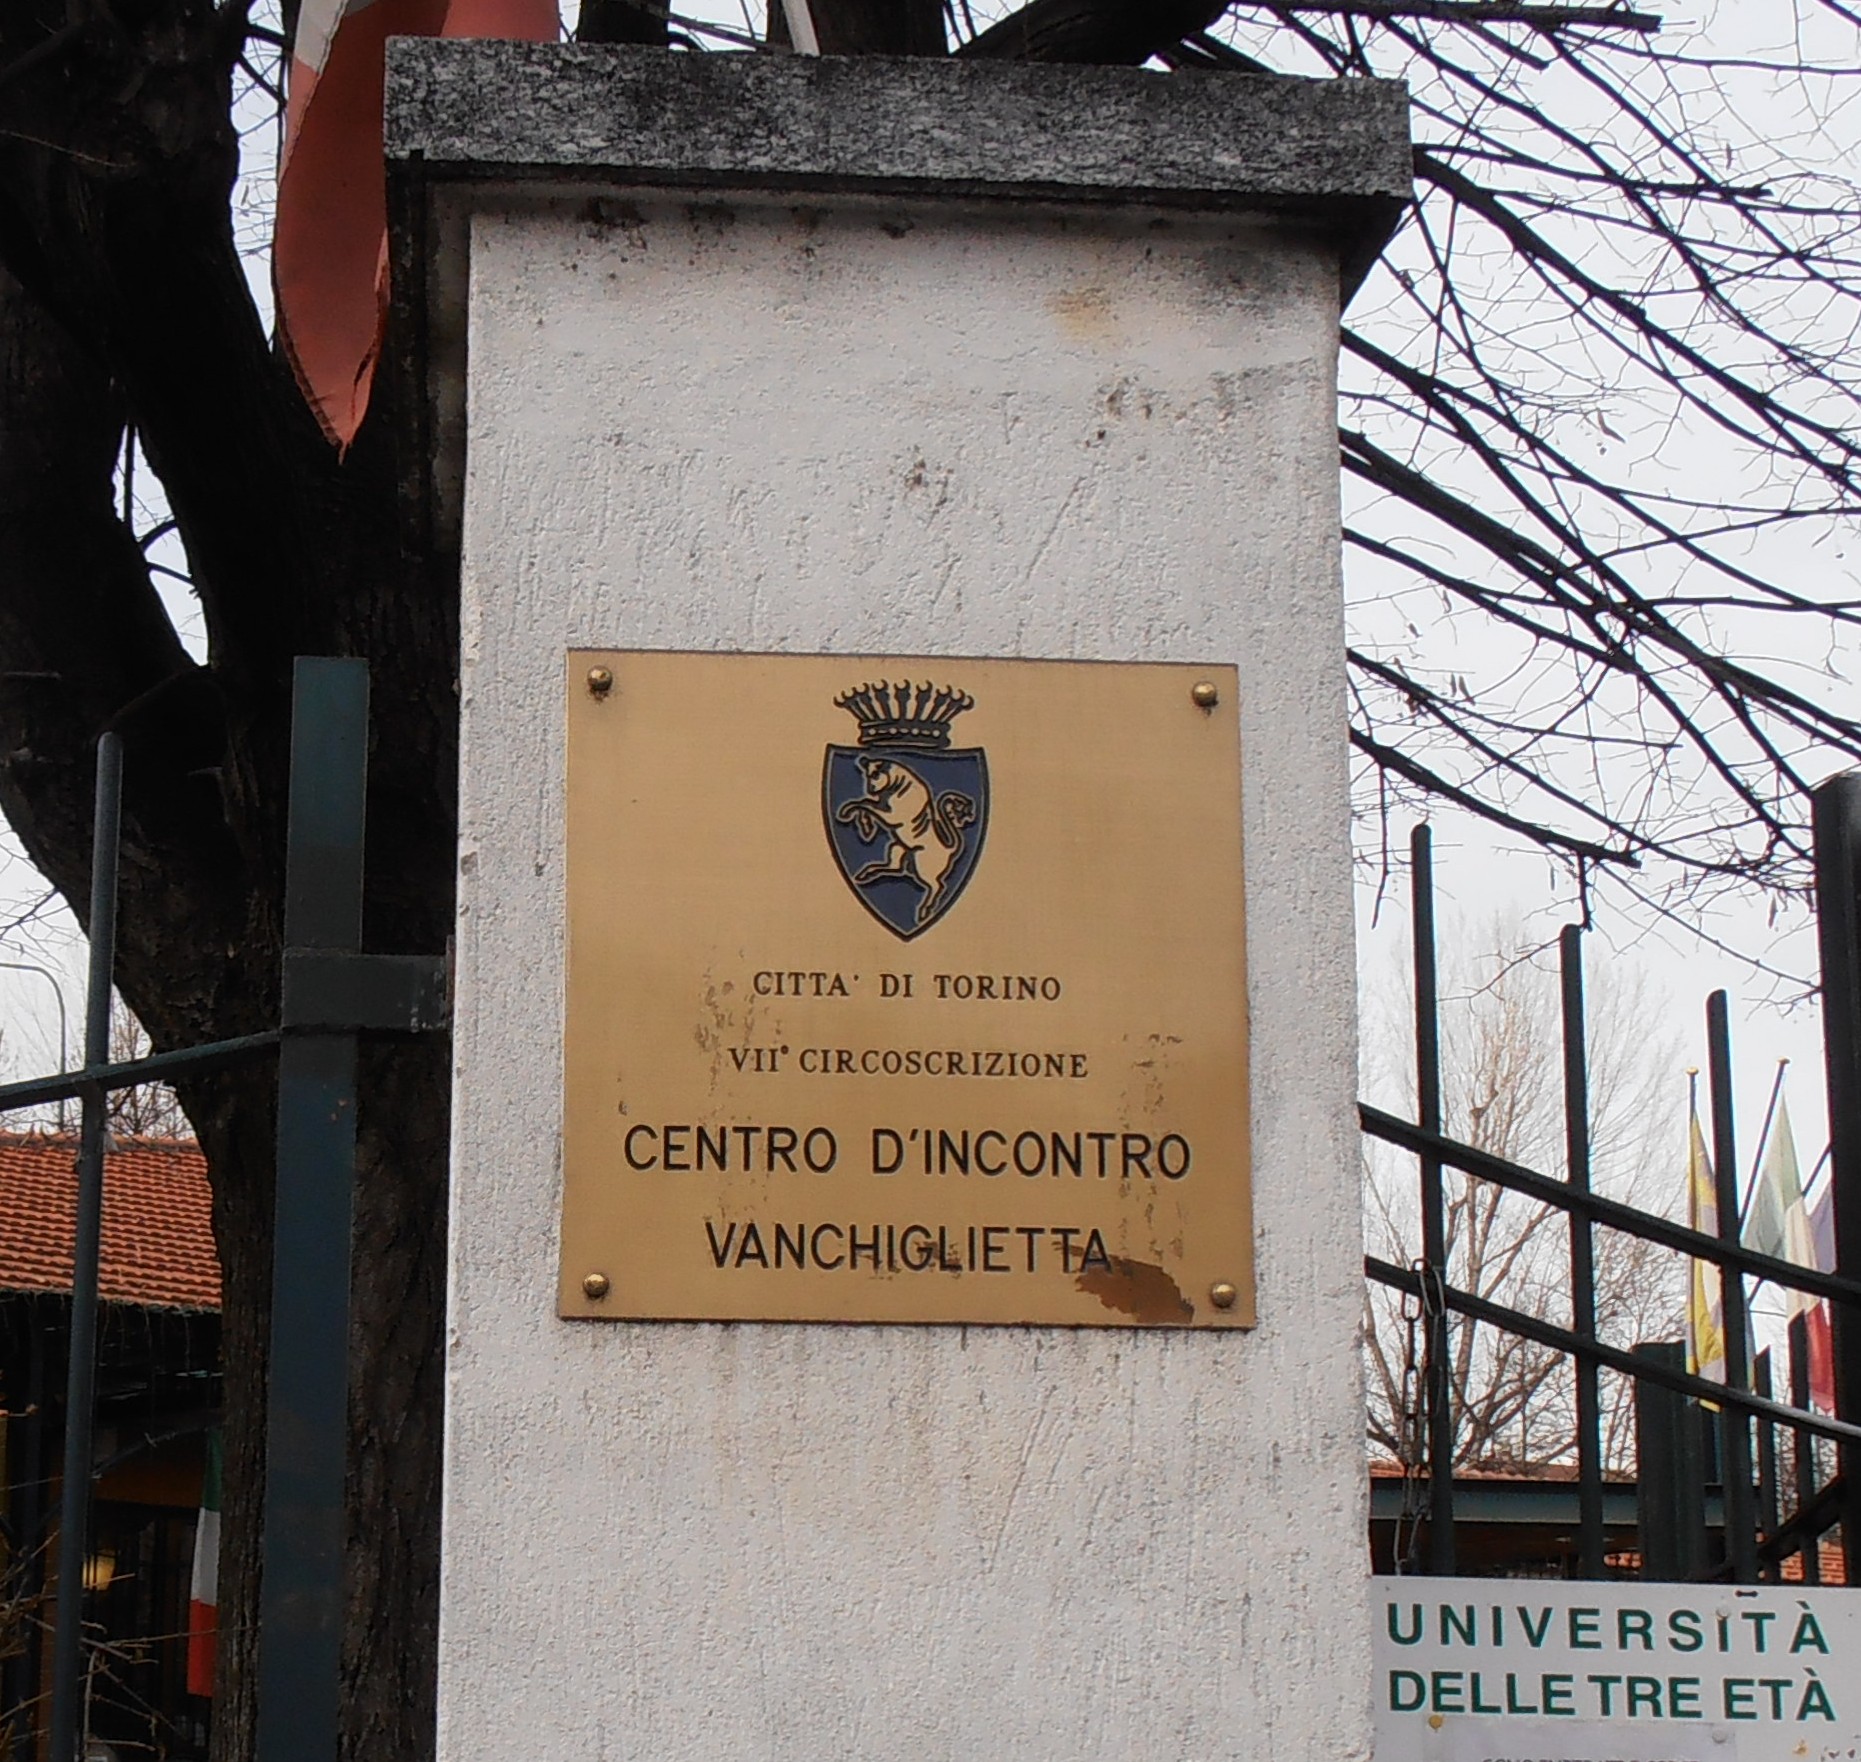 CITTA' DI TORINO
VII° CIRCOSCRIZIONE
CENTRO D'INCONTRO
VANCHIGLIETTA
UNIVERSITÀ
DELLE TRE ETÀ